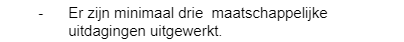 - Er zijn minimaal drie  maatschappelijke
uitdagingen uitgewerkt.